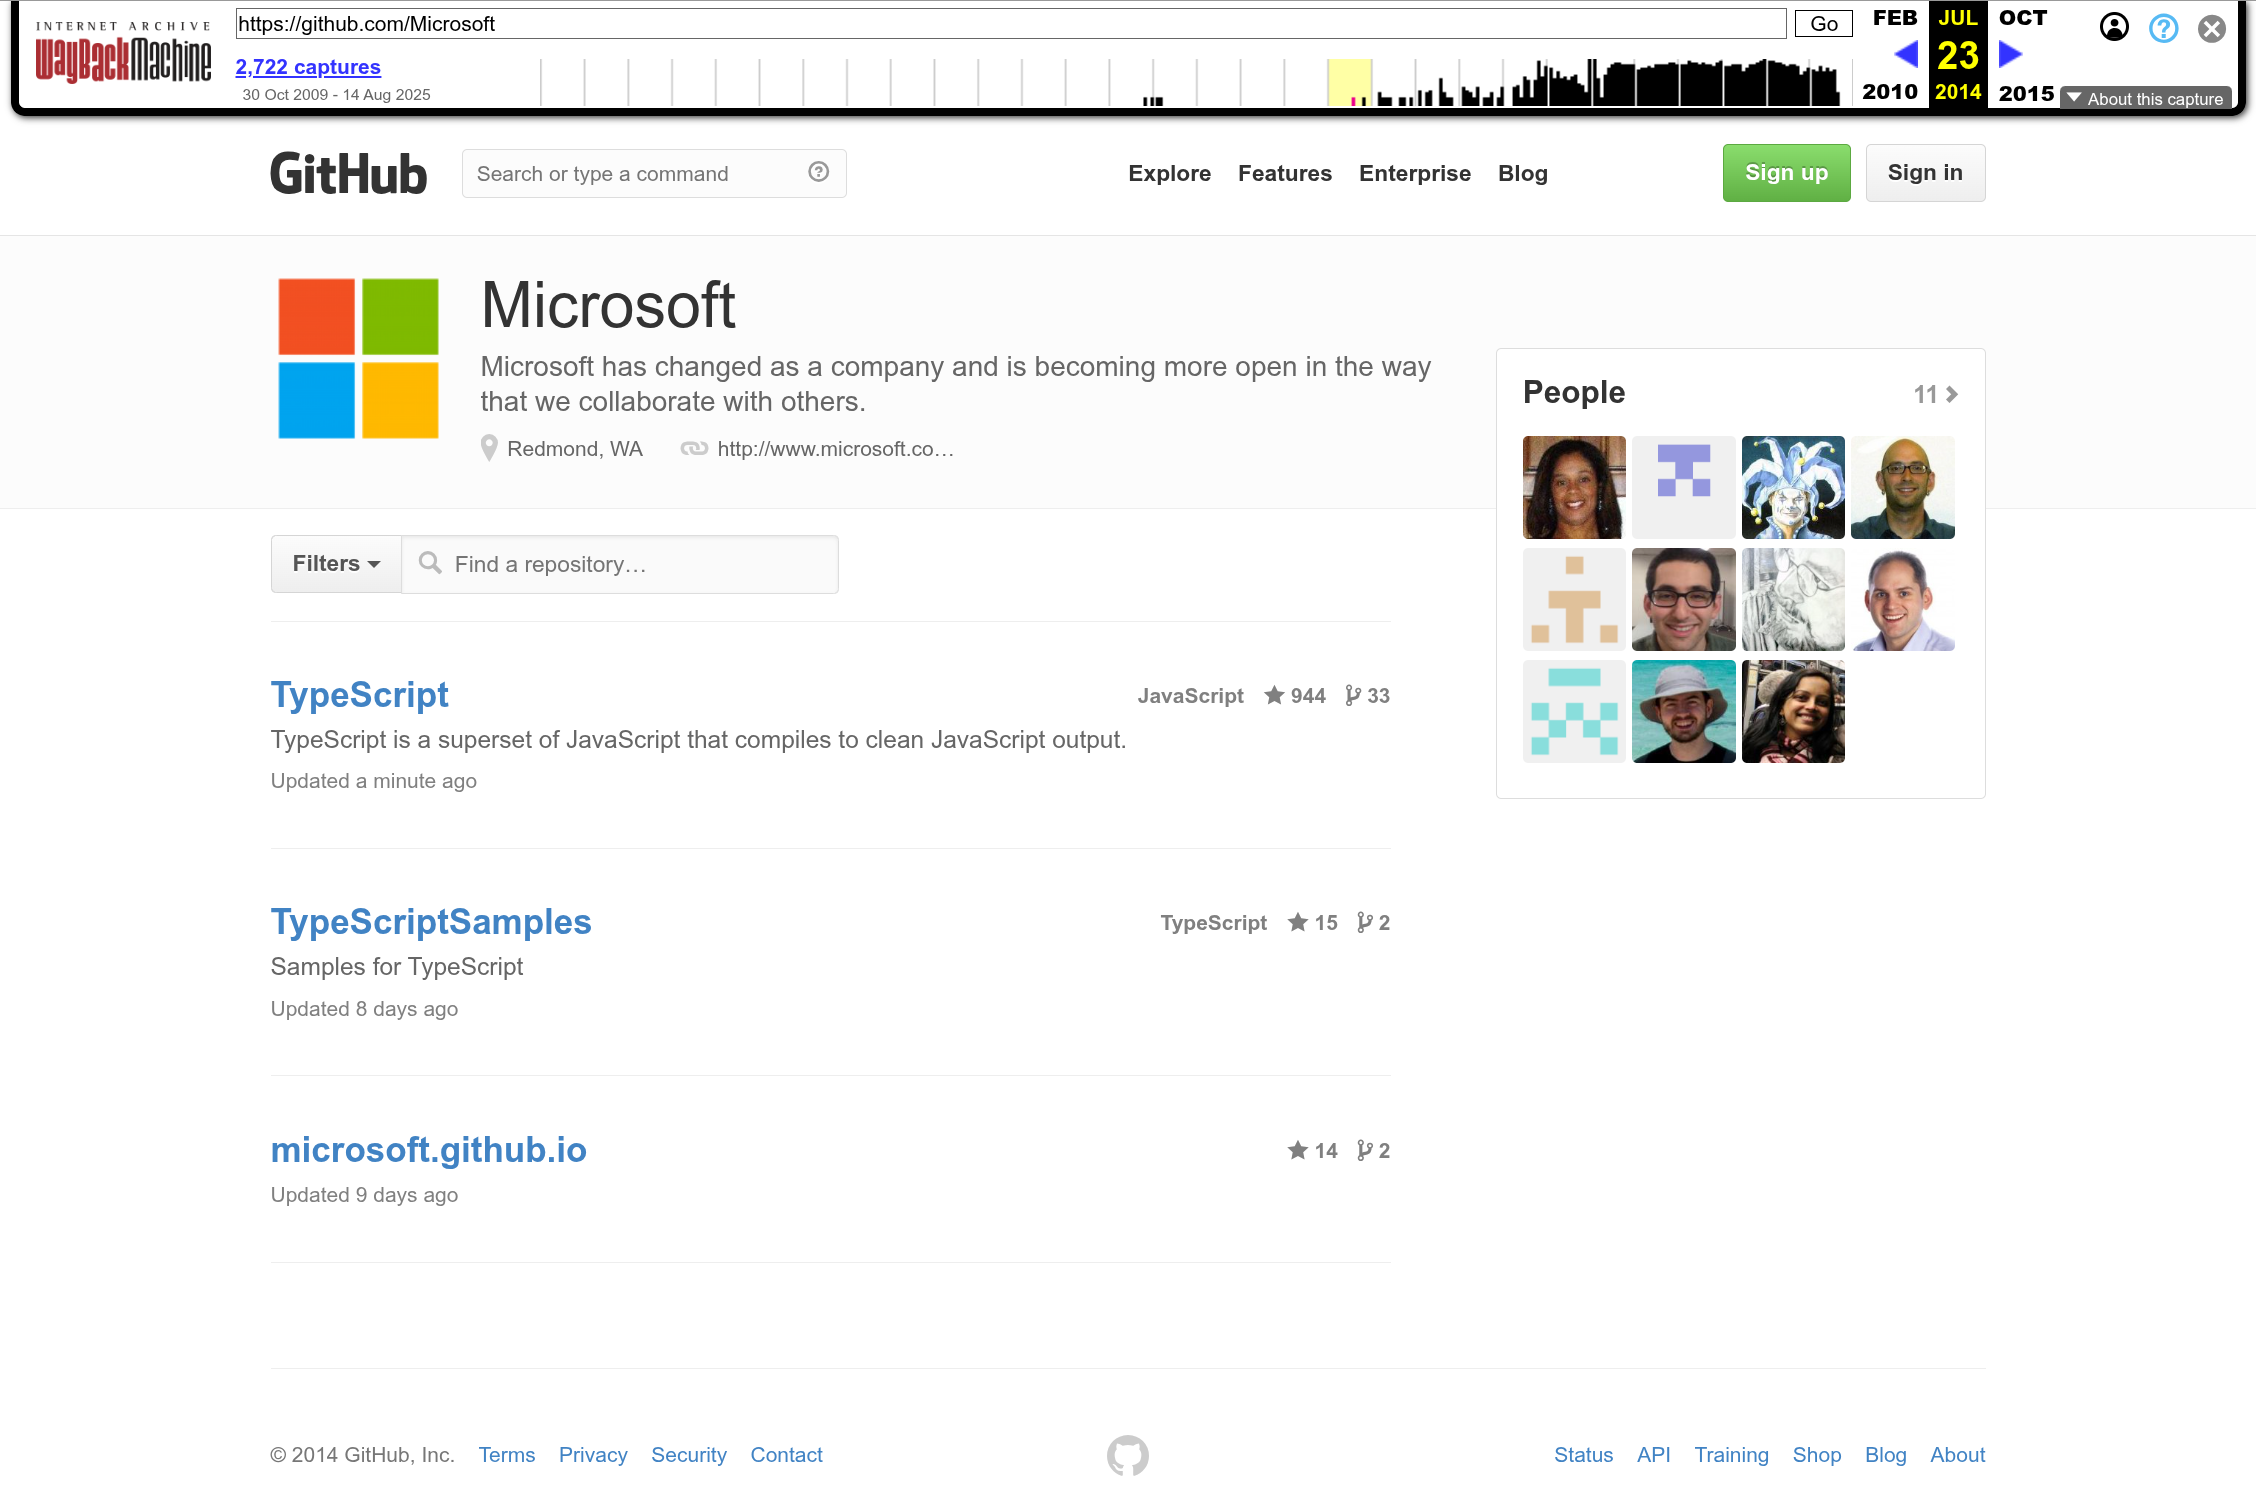 INTERNET ARCHIVE
WayBackMachine
https://github.com/Microsoft
Go
FEB
JUL
OCT
2,722 captures
23
30 Oct 2009 - 14 Aug 2025
2010
2014
2015
About this capture
GitHub
Search or type a command
Explore
Features
Enterprise
Blog
Sign up
Sign in
Microsoft
Microsoft has changed as a company and is becoming more open in the way
that we collaborate with others.
Redmond, WA
http://www.microsoft.co…
People
11
Filters
Find a repository…
TypeScript
JavaScript
944
33
TypeScript is a superset of JavaScript that compiles to clean JavaScript output.
Updated a minute ago
TypeScriptSamples
TypeScript
15
2
Samples for TypeScript
Updated 8 days ago
microsoft.github.io
14
2
Updated 9 days ago
© 2014 GitHub, Inc.
Terms
Privacy
Security
Contact
Status
API
Training
Shop
Blog
About